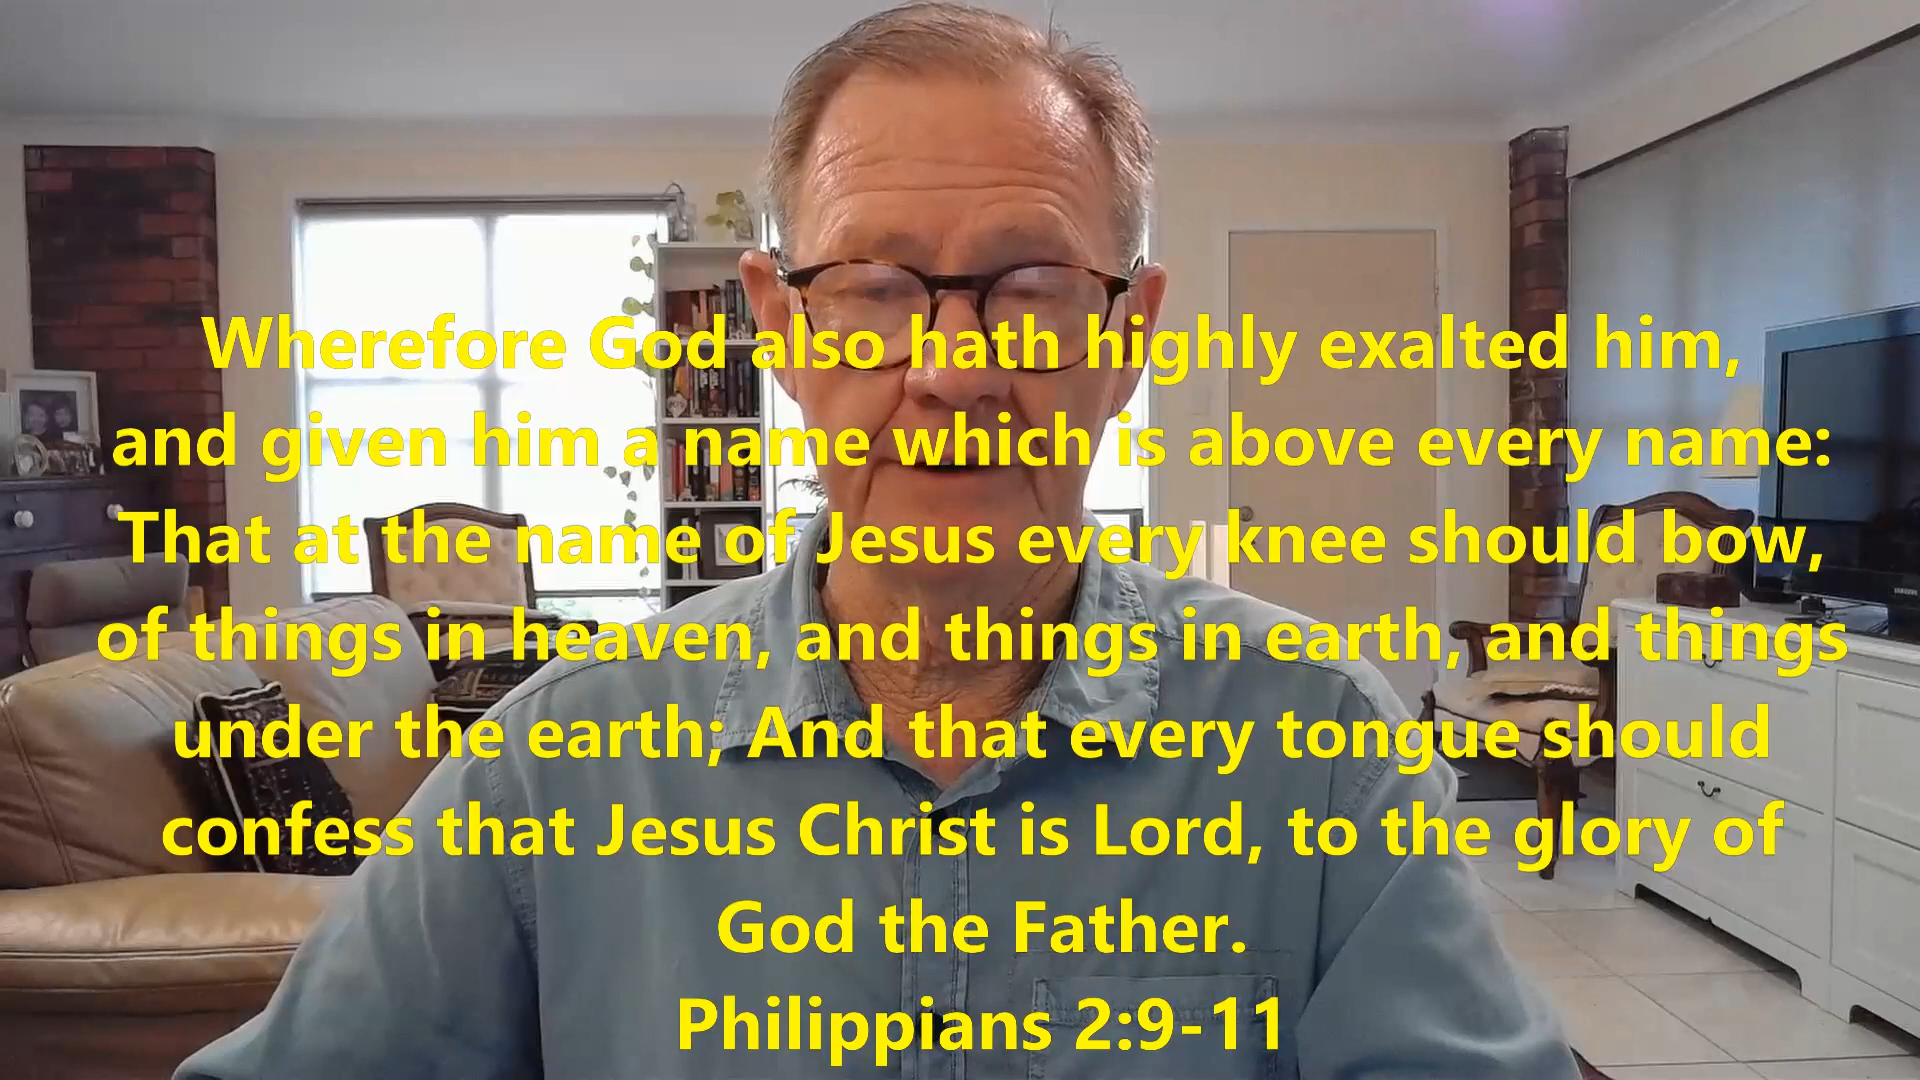 Wherefore God also hath highly exalted him,
and given him a name which is above every name:
That at the name of Jesus every knee should bow,
of things in heaven, and things in earth, and things
under the earth; And that every tongue should
confess that Jesus Christ is Lord, to the glory of
God the Father.
Philippians 2:9-11
SAMSUNG